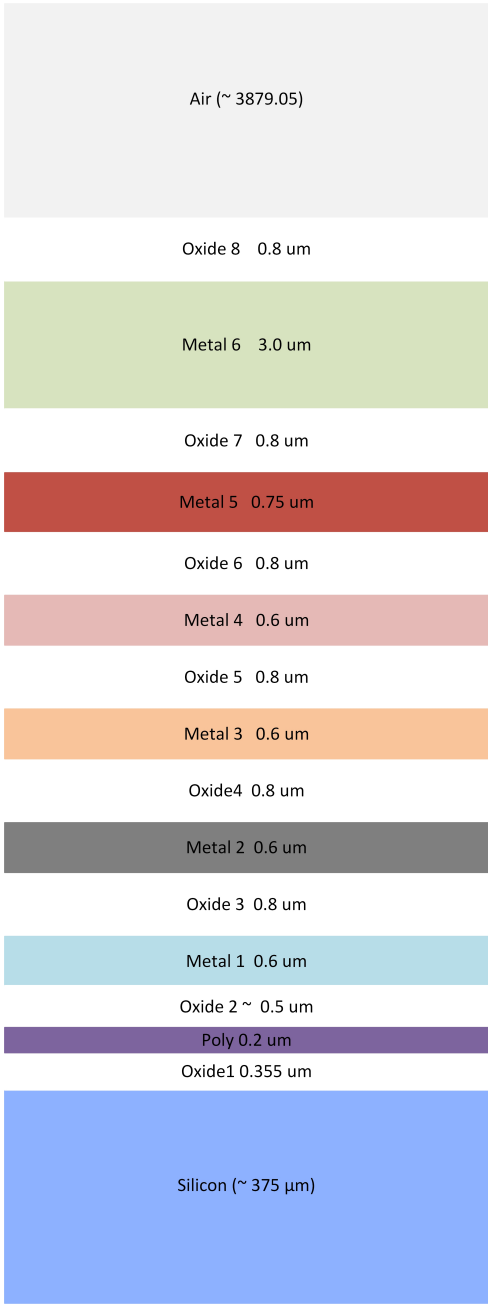 Air (~ 3879.05)
Oxide 8 0.8 um
Metal 6 3.0 um
Oxide 7 0.8 um
Metal 5 0.75 um
Oxide 6 0.8 um
Metal 4 0.6 um
Oxide 5 0.8 um
Metal 3 0.6 um
Oxide4 0.8 um
Metal 2 0.6 um
Oxide 3 0.8 um
Metal 1 0.6 um
Oxide 2 ~ 0.5 um
Poly 0.2 um
Oxide1 0.355 um
Silicon (~ 375 μm)